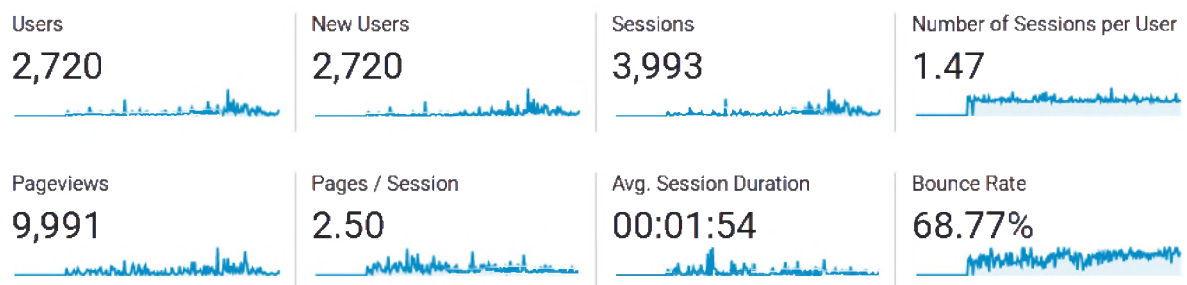 Users
2,720
New Users
2,720
Sessions
3,993
Number of Sessions per User
1.47
Pageviews
9,991
Pages / Session
2.50
Avg. Session Duration
00:01:54
Bounce Rate
68.77%